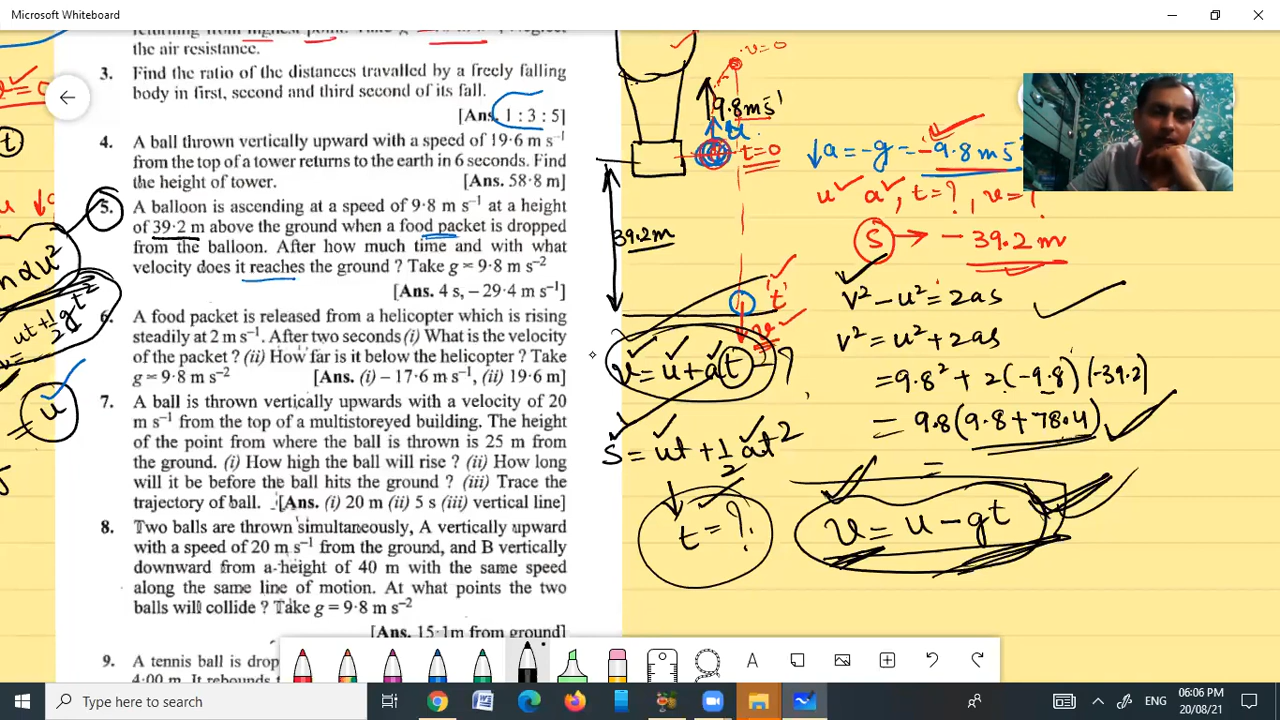 Microsoft Whiteboard
the air resistance.
3. Find the ratio of the distances travelled by a freely falling
body in first, second and third second of its fall.
[Ans. 1 : 3 : 5]
4. A ball thrown vertically upward with a speed of 19·6 m s⁻¹
from the top of a tower returns to the earth in 6 seconds. Find
the height of tower. [Ans. 58·8 m]
5. A balloon is ascending at a speed of 9·8 m s⁻¹ at a height
of 39·2 m above the ground when a food packet is dropped
from the balloon. After how much time and with what
velocity does it reaches the ground ? Take g = 9·8 m s⁻²
[Ans. 4 s, – 29·4 m s⁻¹]
6. A food packet is released from a helicopter which is rising
steadily at 2 m s⁻¹. After two seconds (i) What is the velocity
of the packet ? (ii) How far is it below the helicopter ? Take
g = 9·8 m s⁻² [Ans. (i) – 17·6 m s⁻¹, (ii) 19·6 m]
7. A ball is thrown vertically upwards with a velocity of 20
m s⁻¹ from the top of a multistoreyed building. The height
of the point from where the ball is thrown is 25 m from
the ground. (i) How high the ball will rise ? (ii) How long
will it be before the ball hits the ground ? (iii) Trace the
trajectory of ball. [Ans. (i) 20 m (ii) 5 s (iii) vertical line]
8. Two balls are thrown simultaneously, A vertically upward
with a speed of 20 m s⁻¹ from the ground, and B vertically
downward from a height of 40 m with the same speed
along the same line of motion. At what points the two
balls will collide ? Take g = 9·8 m s⁻²
[Ans. 15·1m from ground]
9. A tennis ball is drop
4·00 m. It rebounds
t
u
ut + 1/2 gt²
u
v=0
9.8ms⁻¹
u
t=0
39.2m
't'
v
v = u + at ?
s = ut + 1/2 at²
t = ?
a = -g = -9.8 m s
u a, t=? , v=?
S → - 39.2 m
v² - u² = 2as
v² = u² + 2as
= 9.8² + 2(-9.8)(-39.2)
= 9.8(9.8 + 78.4)
=
v = u - gt
A
Type here to search
ENG
06:06 PM
20/08/21